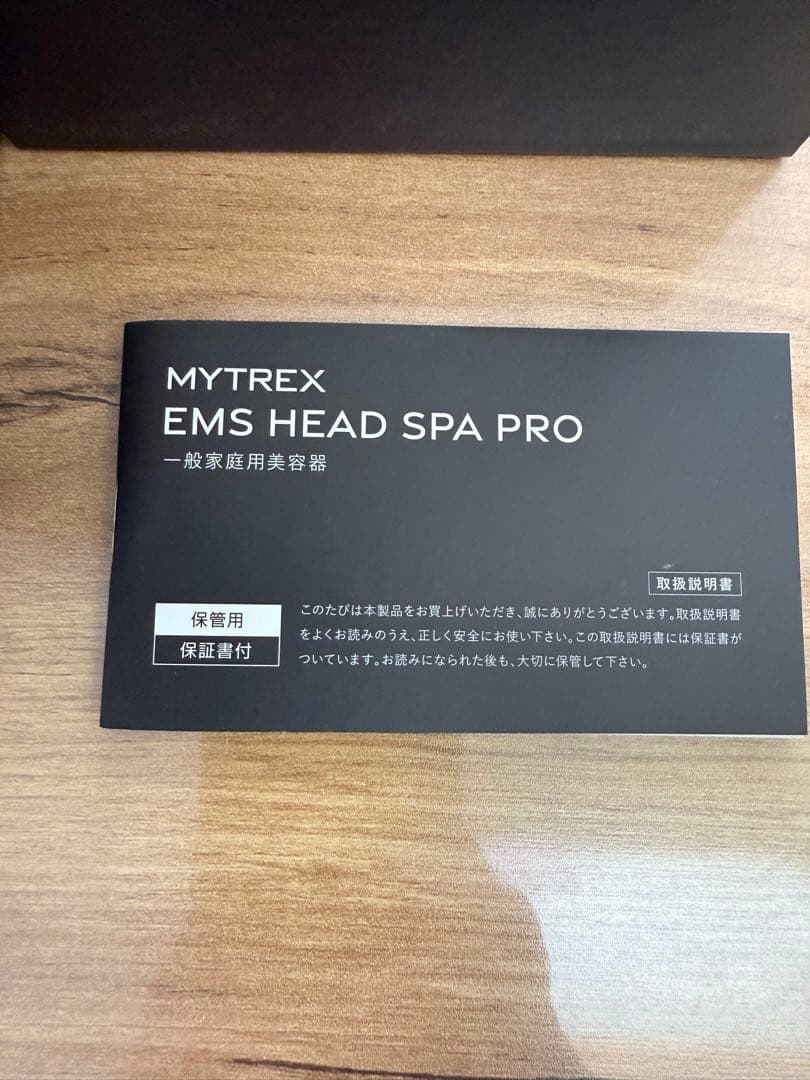 MYTREX
EMS HEAD SPA PRO
一般家庭用美容器
取扱説明書
保管用
保証書付
このたびは本製品をお買上げいただき、誠にありがとうございます。取扱説明書
をよくお読みのうえ、正しく安全にお使い下さい。この取扱説明書には保証書が
ついています。お読みになられた後も、大切に保管して下さい。